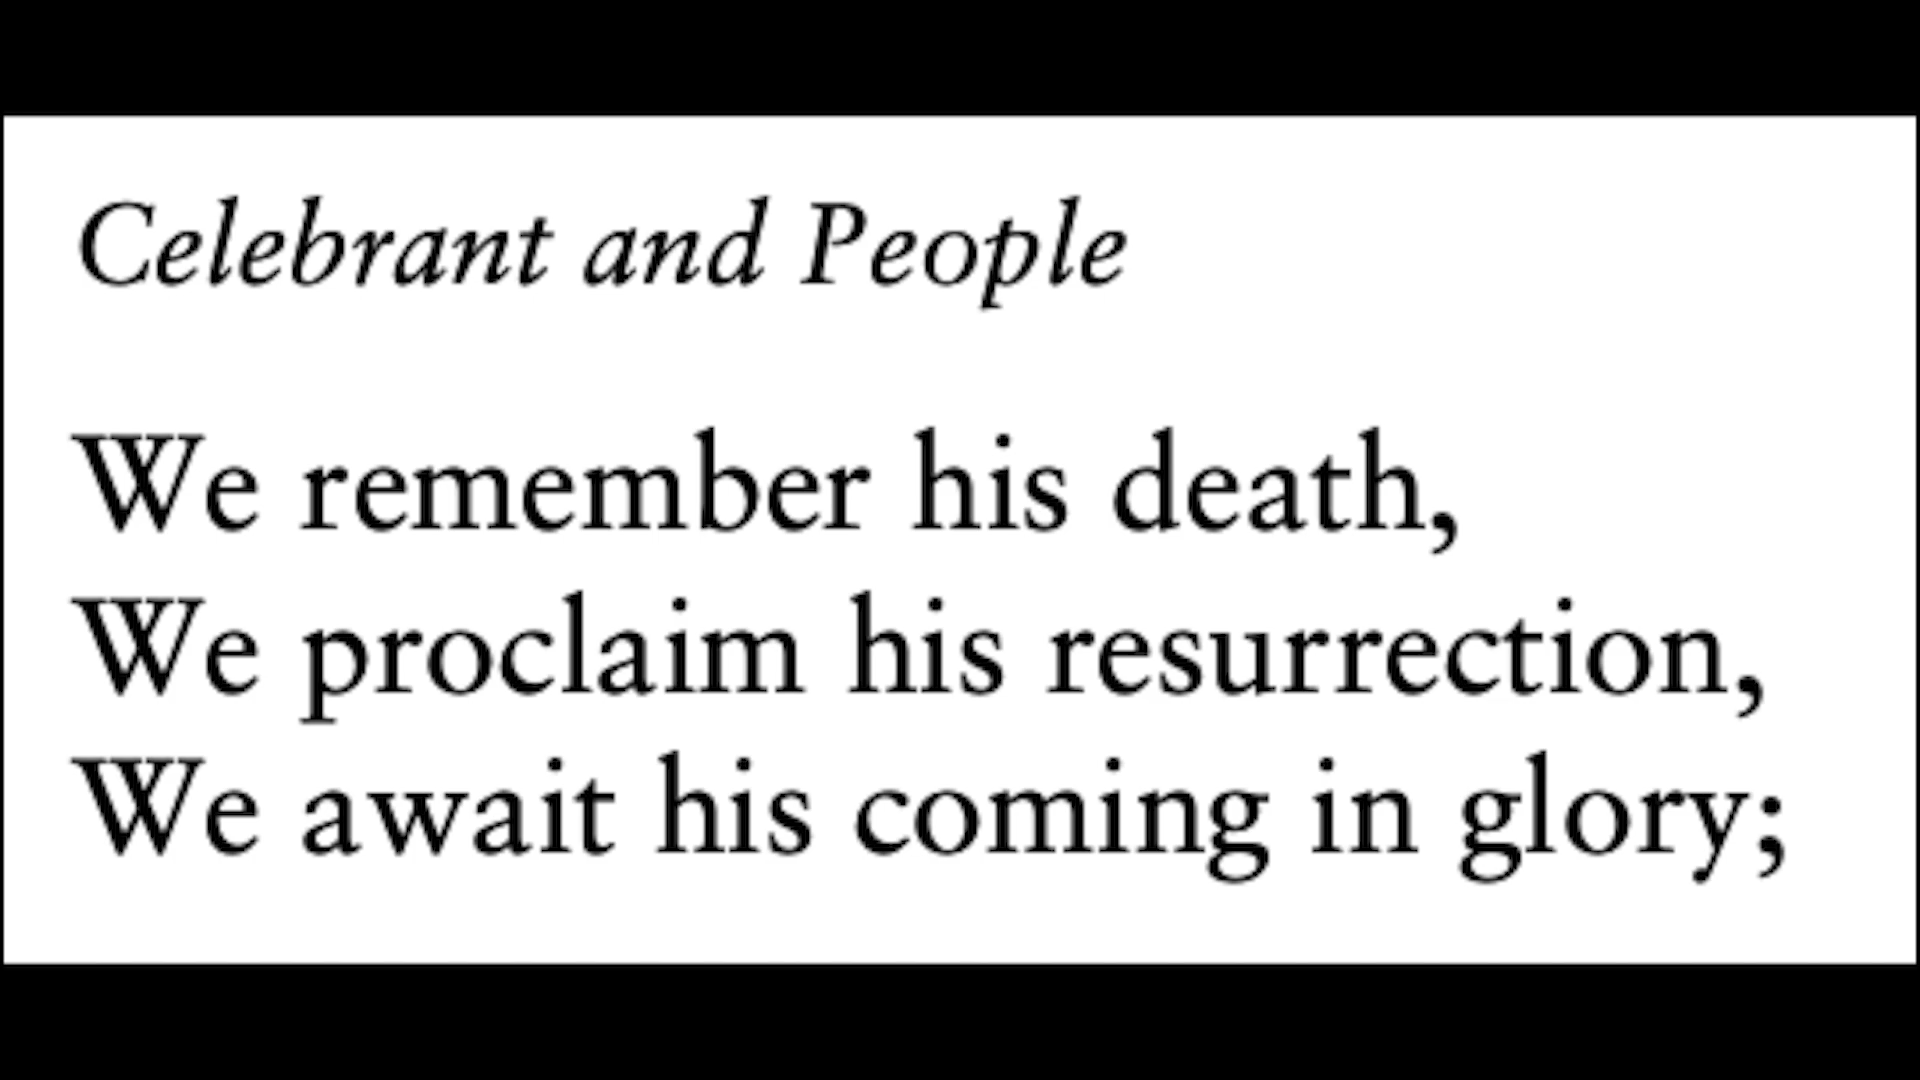 Celebrant and People
We remember his death,
We proclaim his resurrection,
We await his coming in glory;